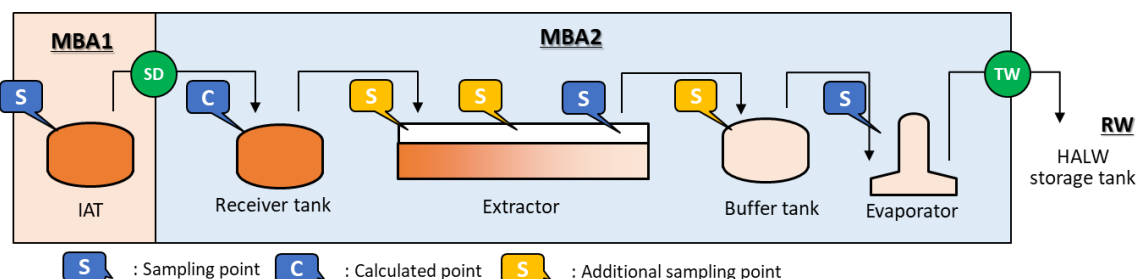 MBA1
MBA2
SD
TW
S
C
S
S
S
S
S
RW
HALW
storage tank
IAT
Receiver tank
Extractor
Buffer tank
Evaporator
S : Sampling point C : Calculated point S : Additional sampling point